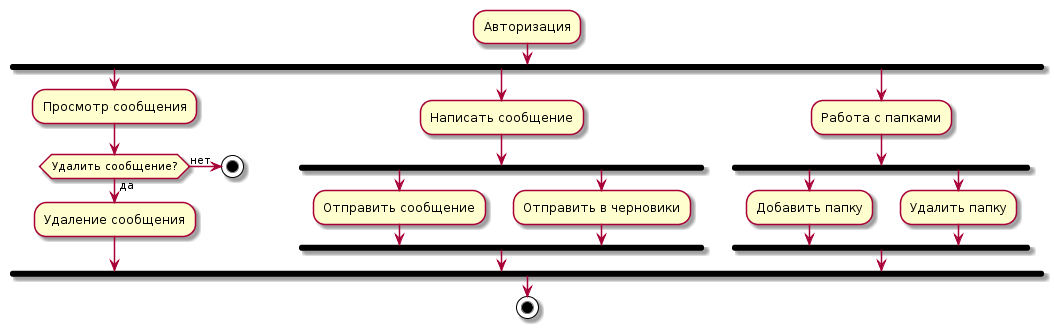 Авторизация
Просмотр сообщения
Удалить сообщение?
нет
да
Удаление сообщения
Написать сообщение
Отправить сообщение
Отправить в черновики
Работа с папками
Добавить папку
Удалить папку